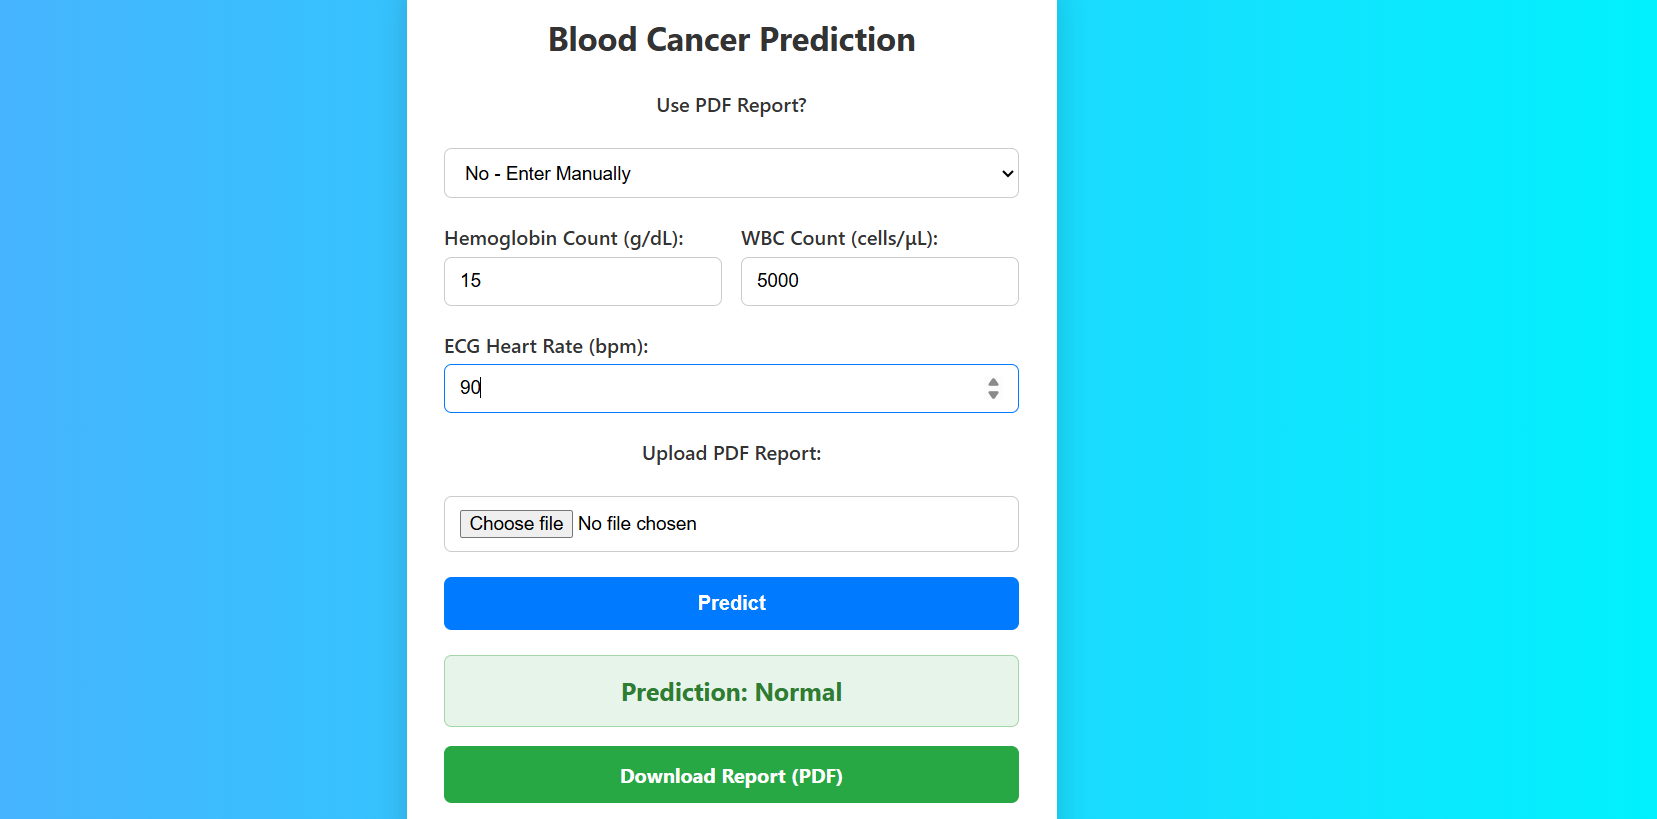 Blood Cancer Prediction
Use PDF Report?
No - Enter Manually
Hemoglobin Count (g/dL):
WBC Count (cells/μL):
15
5000
ECG Heart Rate (bpm):
90
Upload PDF Report:
Choose file No file chosen
Predict
Prediction: Normal
Download Report (PDF)